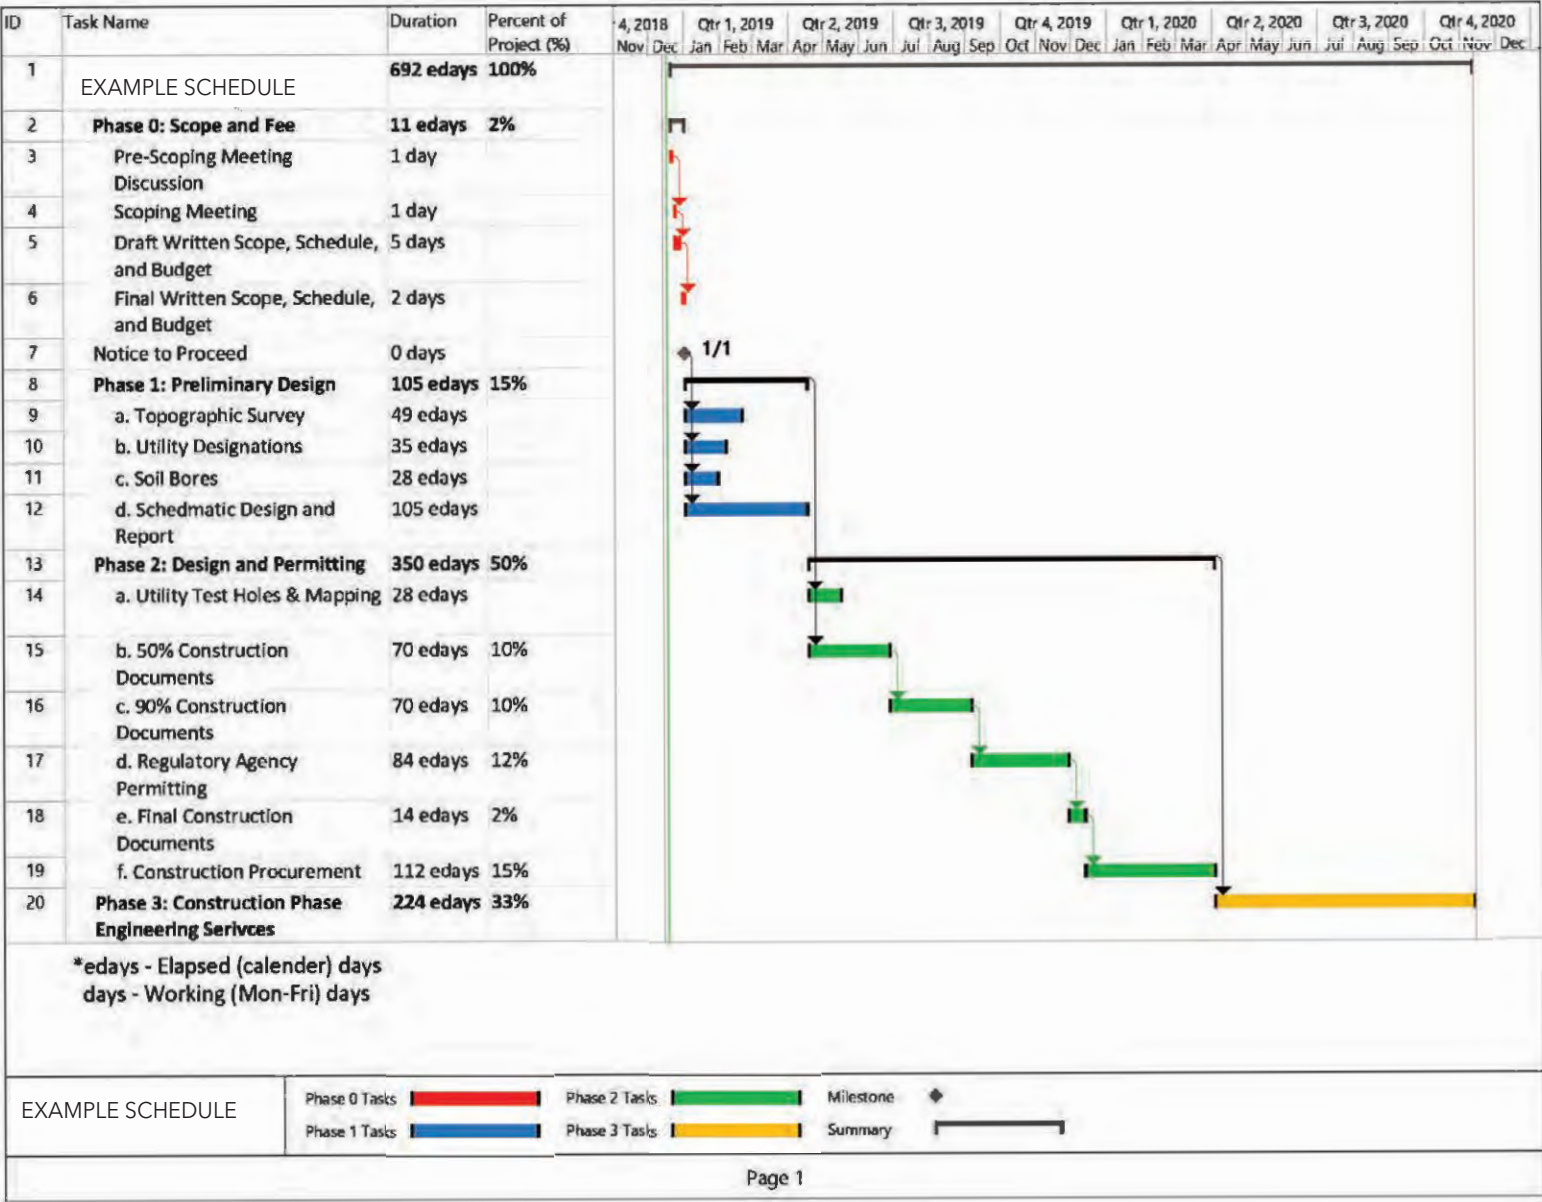 ID Task Name Duration Percent of Project (%)
4, 2018 Qtr 1, 2019 Qtr 2, 2019 Qtr 3, 2019 Qtr 4, 2019 Qtr 1, 2020 Qtr 2, 2020 Qtr 3, 2020 Qtr 4, 2020
Nov Dec Jan Feb Mar Apr May Jun Jul Aug Sep Oct Nov Dec Jan Feb Mar Apr May Jun Jul Aug Sep Oct Nov Dec
1 EXAMPLE SCHEDULE 692 edays 100%
2 Phase 0: Scope and Fee 11 edays 2%
3 Pre-Scoping Meeting 1 day
Discussion
4 Scoping Meeting 1 day
5 Draft Written Scope, Schedule, 5 days
and Budget
6 Final Written Scope, Schedule, 2 days
and Budget
7 Notice to Proceed 0 days 1/1
8 Phase 1: Preliminary Design 105 edays 15%
9 a. Topographic Survey 49 edays
10 b. Utility Designations 35 edays
11 c. Soil Bores 28 edays
12 d. Schedmatic Design and 105 edays
Report
13 Phase 2: Design and Permitting 350 edays 50%
14 a. Utility Test Holes & Mapping 28 edays
15 b. 50% Construction 70 edays 10%
Documents
16 c. 90% Construction 70 edays 10%
Documents
17 d. Regulatory Agency 84 edays 12%
Permitting
18 e. Final Construction 14 edays 2%
Documents
19 f. Construction Procurement 112 edays 15%
20 Phase 3: Construction Phase 224 edays 33%
Engineering Serivces
*edays - Elapsed (calender) days
days - Working (Mon-Fri) days
EXAMPLE SCHEDULE
Phase 0 Tasks Phase 2 Tasks Milestone
Phase 1 Tasks Phase 3 Tasks Summary
Page 1